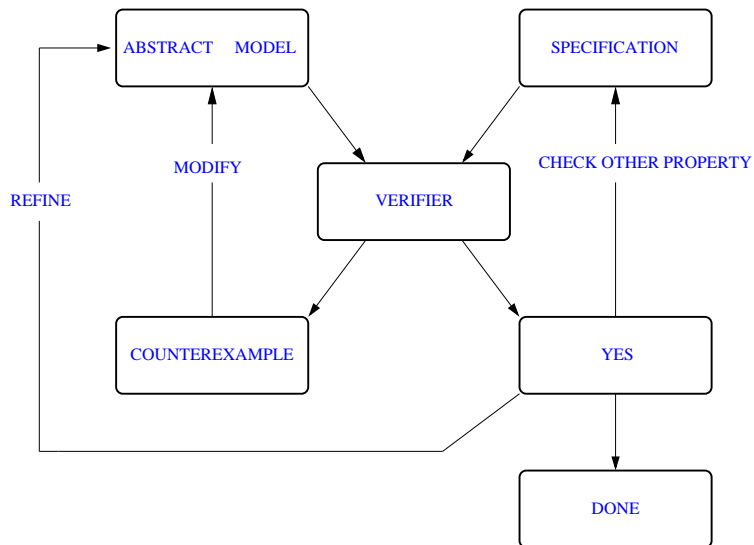 ABSTRACT MODEL
SPECIFICATION
MODIFY
CHECK OTHER PROPERTY
REFINE
VERIFIER
COUNTEREXAMPLE
YES
DONE